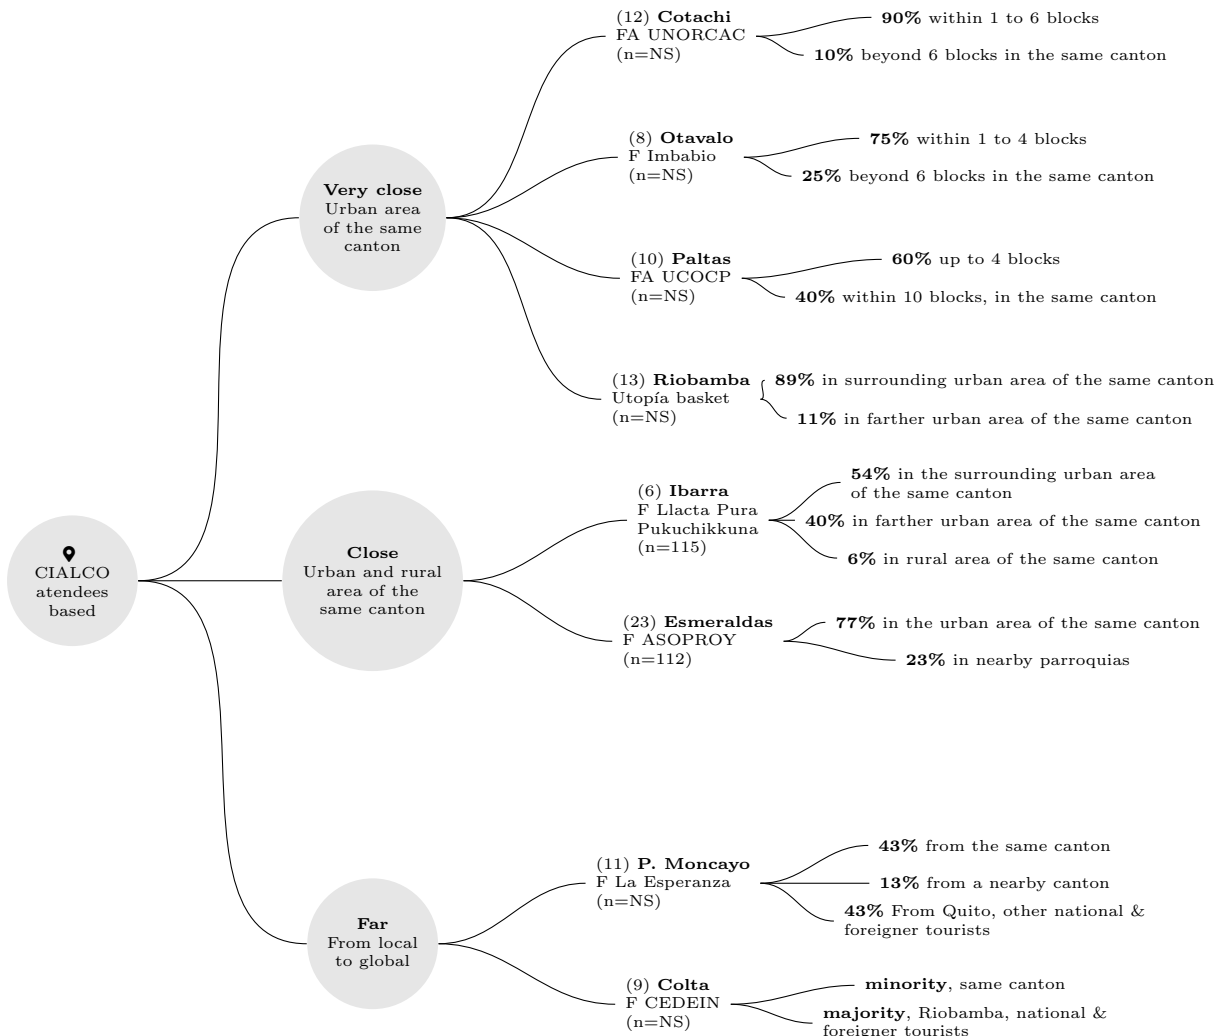 (12) Cotachi
FA UNORCAC
(n=NS)
90% within 1 to 6 blocks
10% beyond 6 blocks in the same canton
(8) Otavalo
F Imbabio
(n=NS)
75% within 1 to 4 blocks
25% beyond 6 blocks in the same canton
Very close
Urban area
of the same
canton
(10) Paltas
FA UCOCP
(n=NS)
60% up to 4 blocks
40% within 10 blocks, in the same canton
(13) Riobamba
Utopía basket
(n=NS)
89% in surrounding urban area of the same canton
11% in farther urban area of the same canton
(6) Ibarra
F Llacta Pura
Pukuchikkuna
(n=115)
54% in the surrounding urban area
of the same canton
40% in farther urban area of the same canton
6% in rural area of the same canton
CIALCO
atendees
based
Close
Urban and rural
area of the
same canton
(23) Esmeraldas
F ASOPROY
(n=112)
77% in the urban area of the same canton
23% in nearby parroquias
(11) P. Moncayo
F La Esperanza
(n=NS)
43% from the same canton
13% from a nearby canton
43% From Quito, other national &
foreigner tourists
Far
From local
to global
(9) Colta
F CEDEIN
(n=NS)
minority, same canton
majority, Riobamba, national &
foreigner tourists